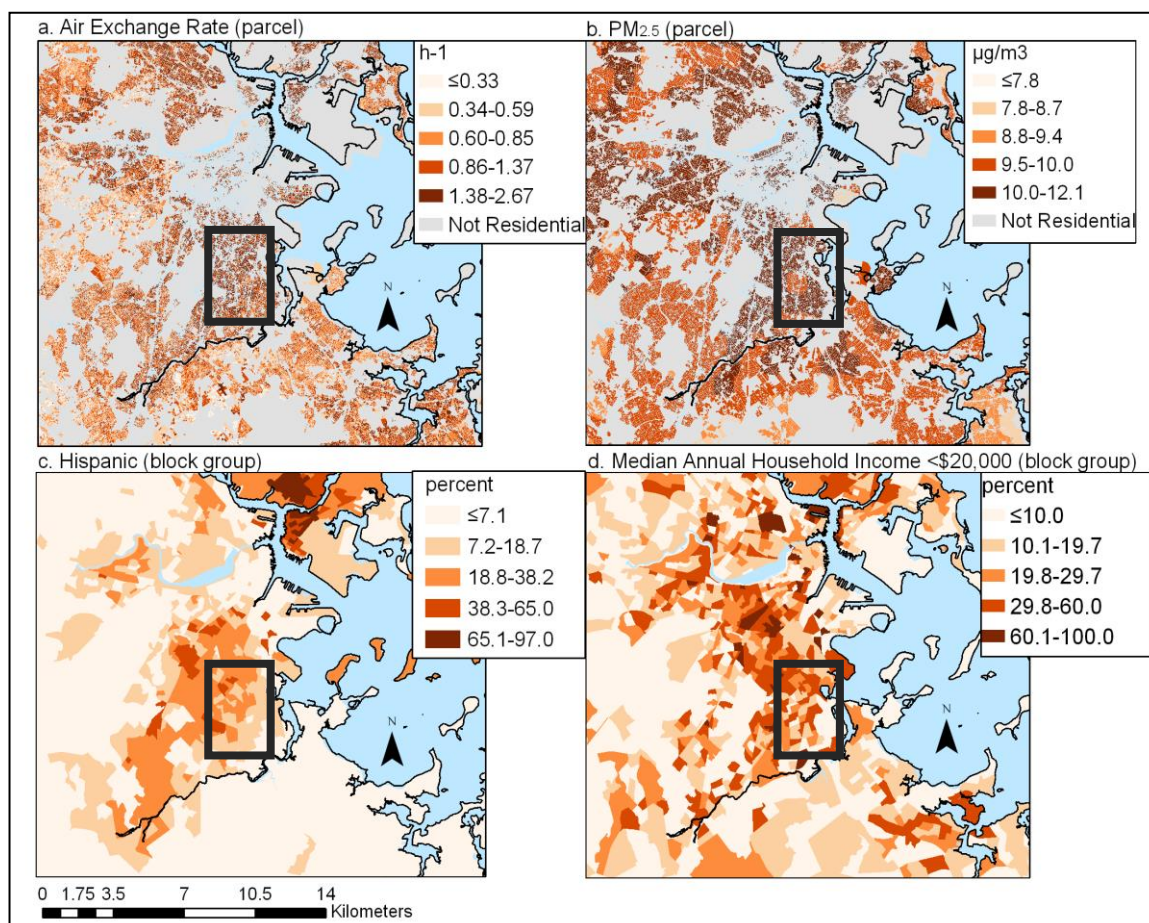 a. Air Exchange Rate (parcel)
h-1
≤0.33
0.34-0.59
0.60-0.85
0.86-1.37
1.38-2.67
Not Residential
N
b. PM2.5 (parcel)
µg/m3
≤7.8
7.8-8.7
8.8-9.4
9.5-10.0
10.0-12.1
Not Residential
N
c. Hispanic (block group)
percent
≤7.1
7.2-18.7
18.8-38.2
38.3-65.0
65.1-97.0
N
d. Median Annual Household Income <$20,000 (block group)
percent
≤10.0
10.1-19.7
19.8-29.7
29.8-60.0
60.1-100.0
N
0 1.75 3.5 7 10.5 14
Kilometers